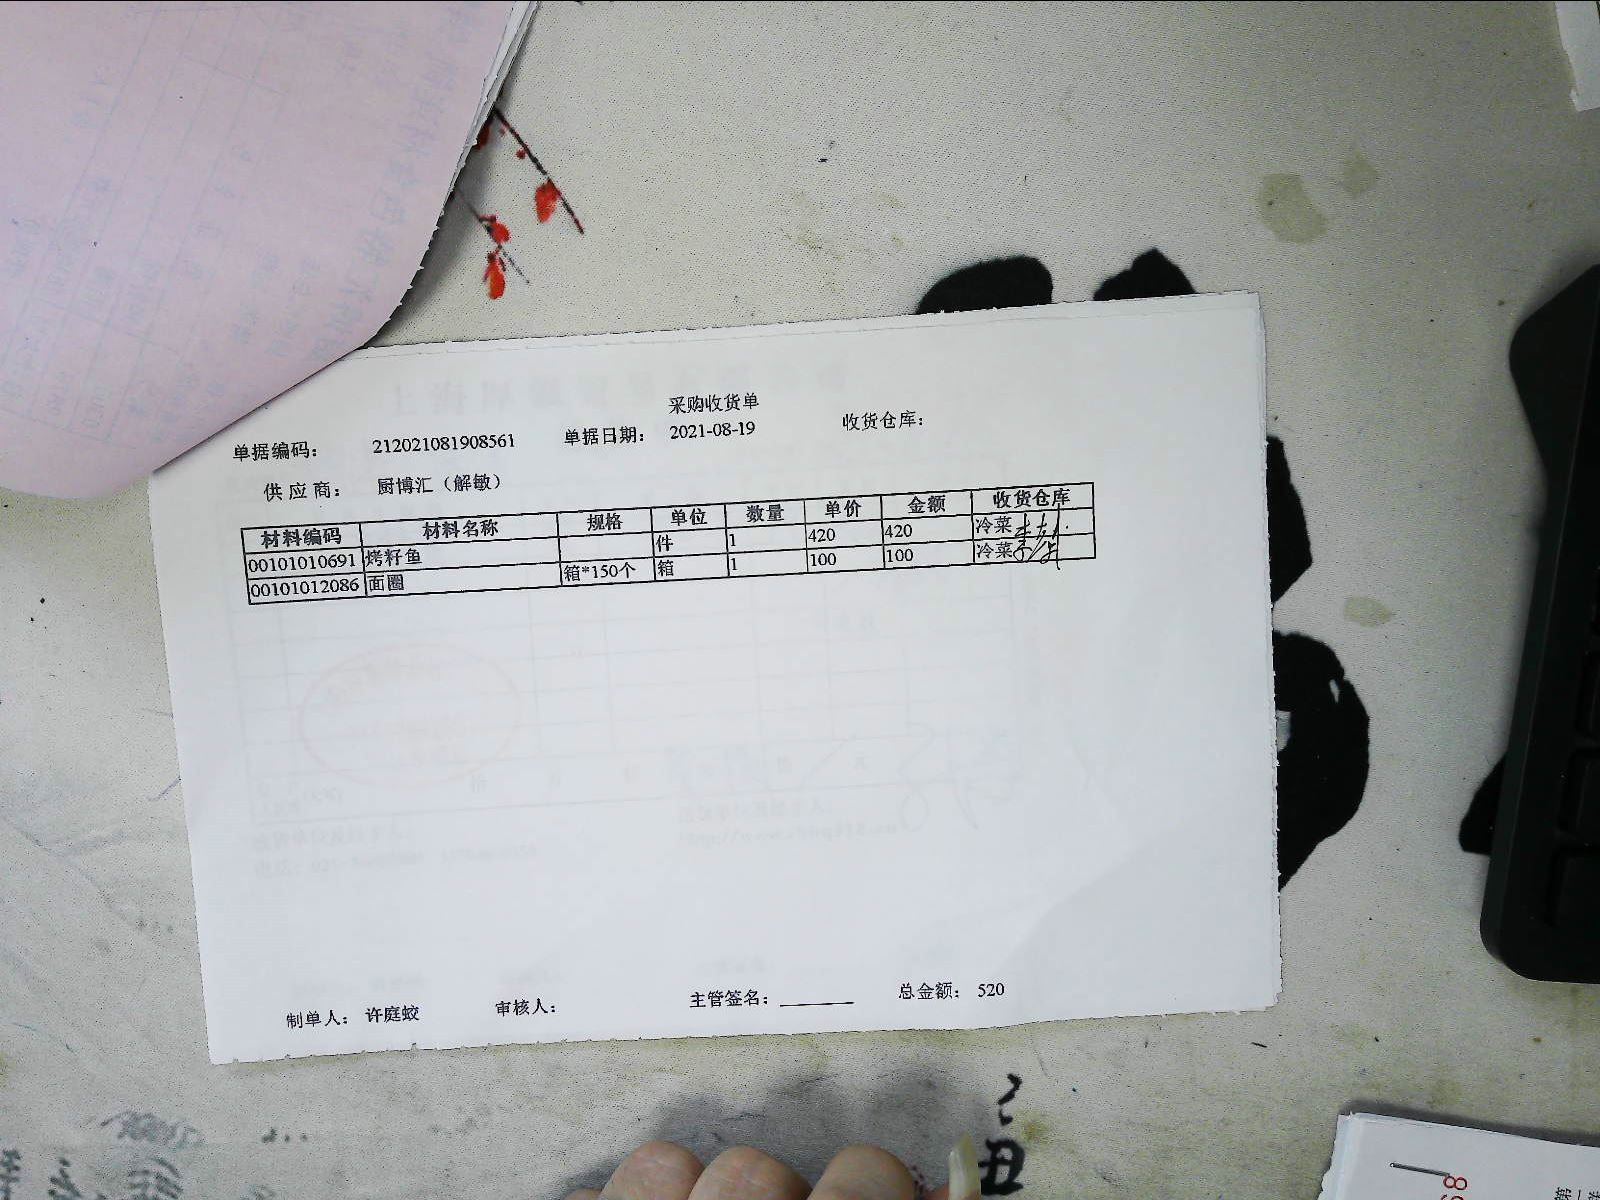 采购收货单
单据编码： 212021081908561 单据日期： 2021-08-19 收货仓库：
供应商： 厨博汇（解敏）
材料编码 材料名称 规格 单位 数量 单价 金额 收货仓库
00101010691 烤籽鱼 件 1 420 420 冷菜
00101012086 面圈 箱*150个 箱 1 100 100 冷菜
制单人： 许庭蛟 审核人： 主管签名：_______ 总金额： 520
丑